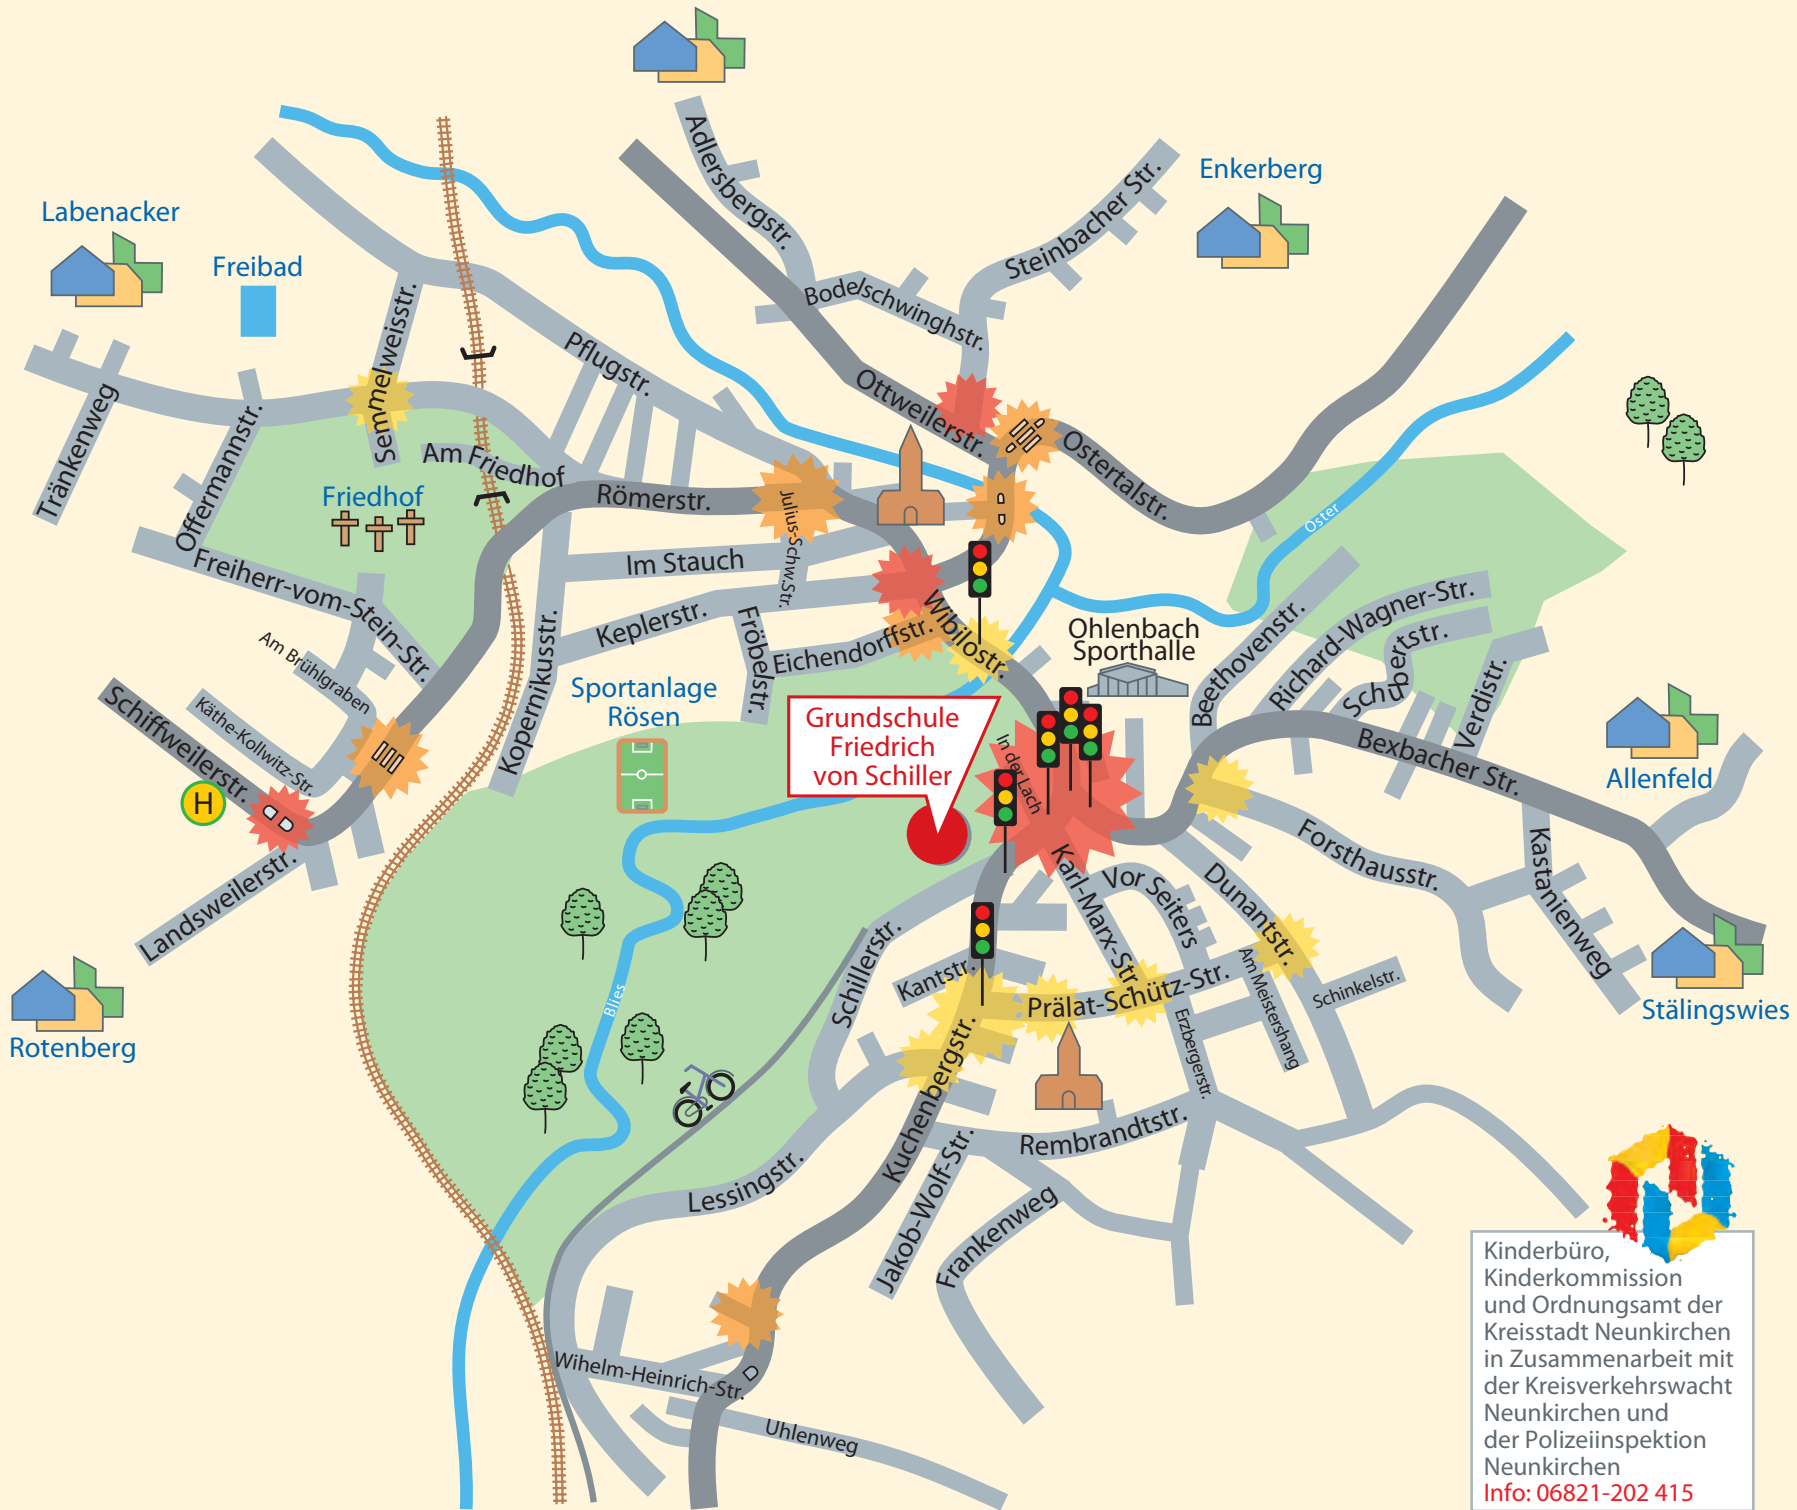 Adlersbergstr.
Steinbacher Str.
Enkerberg
Labenacker
Freibad
Bodelschwinghstr.
Semmelweisstr.
Pflugstr.
Ottweilerstr.
Ostertalstr.
Tränkenweg
Offermannstr.
Am Friedhof
Friedhof
Römerstr.
Julius-Schw.Str.
Oster
Im Stauch
Freiherr-vom-Stein-Str.
Keplerstr.
Fröbelstr.
Eichendorffstr.
Wibilostr.
Ohlenbach
Sporthalle
Beethovenstr.
Richard-Wagner-Str.
Schubertstr.
Verdistr.
Am Brühlgraben
Käthe-Kollwitz-Str.
Schiffweilerstr.
H
Kopernikusstr.
Sportanlage
Rösen
Grundschule
Friedrich
von Schiller
In der Lach
Bexbacher Str.
Allenfeld
Landsweilerstr.
Rotenberg
Karl-Marx-Str.
Vor Seiters
Dunantstr.
Forsthausstr.
Kastanienweg
Stälingswies
Schillerstr.
Kantstr.
Prälat-Schütz-Str.
Am Meistershang
Schinkelstr.
Erzbergerstr.
Blies
Kuchenbergstr.
Rembrandtstr.
Lessingstr.
Jakob-Wolf-Str.
Frankenweg
Wihelm-Heinrich-Str.
Uhlenweg
Kinderbüro,
Kinderkommission
und Ordnungsamt der
Kreisstadt Neunkirchen
in Zusammenarbeit mit
der Kreisverkehrswacht
Neunkirchen und
der Polizeiinspektion
Neunkirchen
Info: 06821-202 415